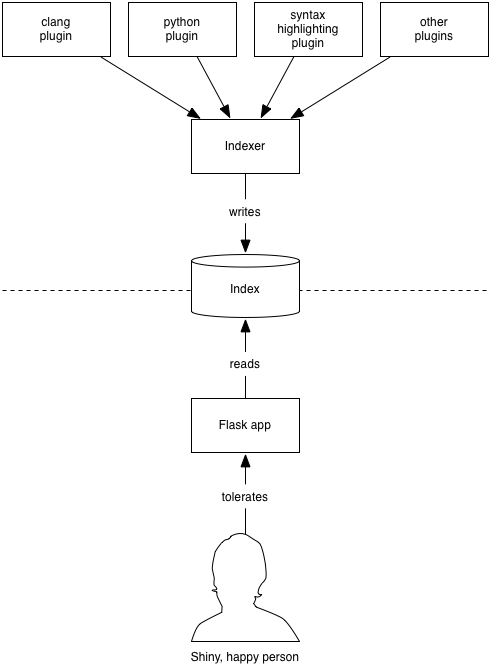 clang
plugin
python
plugin
syntax
highlighting
plugin
other
plugins
Indexer
writes
Index
reads
Flask app
tolerates
Shiny, happy person